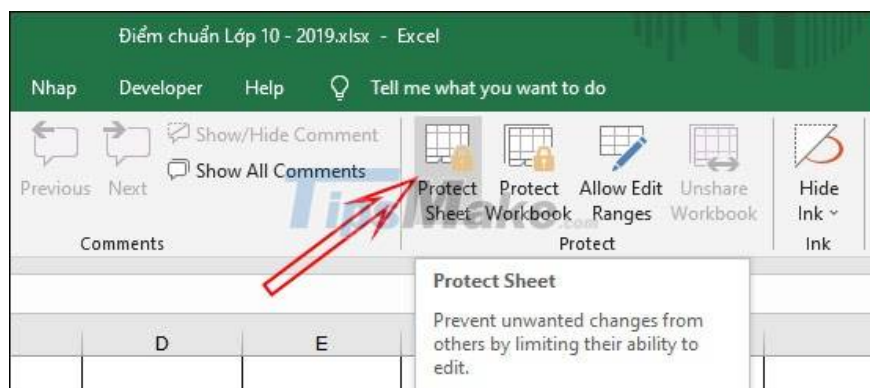 Điểm chuẩn Lớp 10 - 2019.xlsx - Excel
Nhap Developer Help Tell me what you want to do
Show/Hide Comment
Show All Comments
Previous Next
Protect Sheet
Protect Workbook
Allow Edit Ranges
Unshare Workbook
Hide Ink
TipsMake.com
Comments Protect Ink
Protect Sheet
Prevent unwanted changes from
others by limiting their ability to
edit.
D E